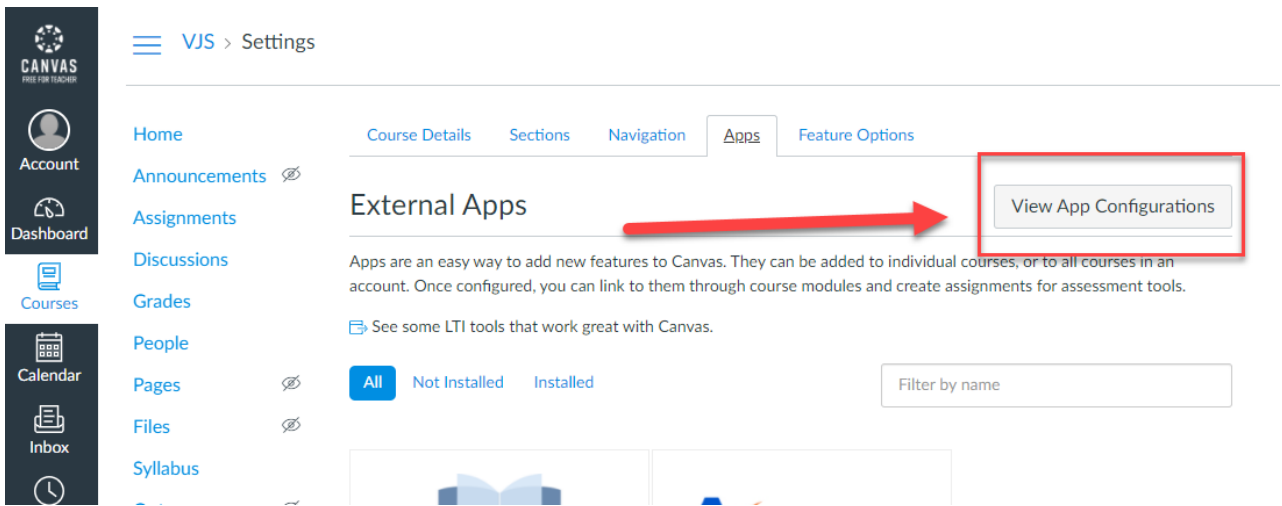 CANVAS
FREE FOR TEACHER
Account
Dashboard
Courses
Calendar
Inbox
VJS > Settings
Home
Announcements
Assignments
Discussions
Grades
People
Pages
Files
Syllabus
Course Details Sections Navigation Apps Feature Options
External Apps
View App Configurations
Apps are an easy way to add new features to Canvas. They can be added to individual courses, or to all courses in an
account. Once configured, you can link to them through course modules and create assignments for assessment tools.
See some LTI tools that work great with Canvas.
All Not Installed Installed
Filter by name